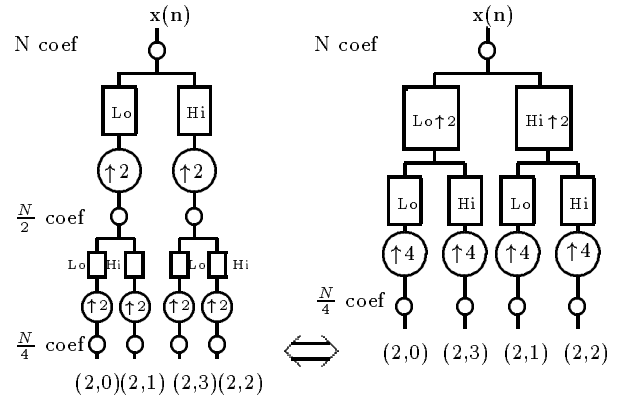 x(n) x(n)
N coef N coef
Lo Hi Lo↑2 Hi↑2
↑2 ↑2
Lo Hi Lo Hi
N/2 coef
Lo Hi Lo Hi
↑4 ↑4 ↑4 ↑4
↑2 ↑2 ↑2 ↑2
N/4 coef
N/4 coef
(2,0) (2,3) (2,1) (2,2)
(2,0)(2,1) (2,3)(2,2)